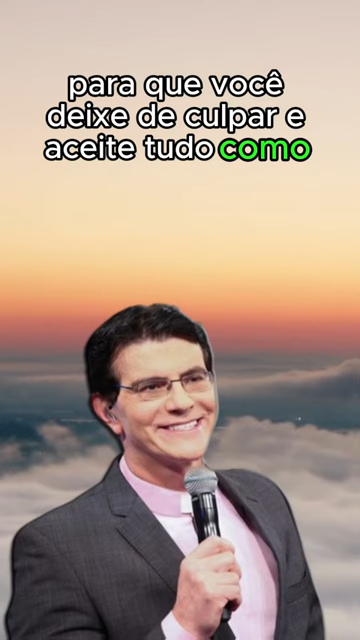 para que você
deixe de culpar e
aceite tudo como